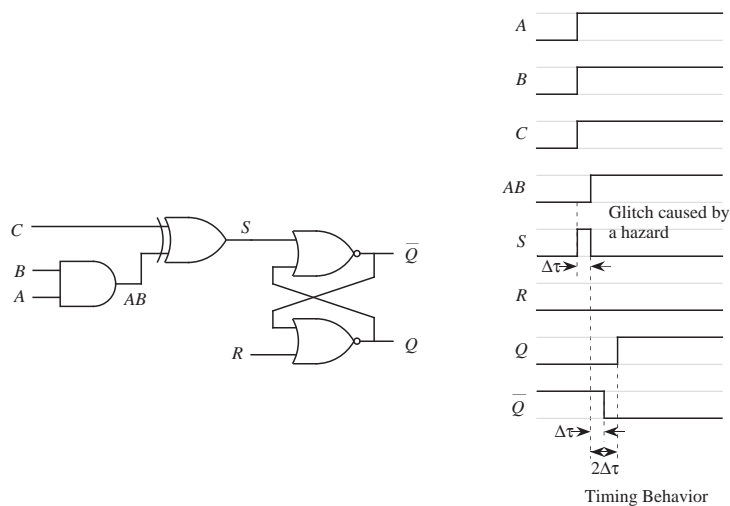 C
B
A
AB
S
R
Q̅
Q
A
B
C
AB
Glitch caused by
a hazard
S
Δτ
R
Q
Q̅
Δτ
2Δτ
Timing Behavior